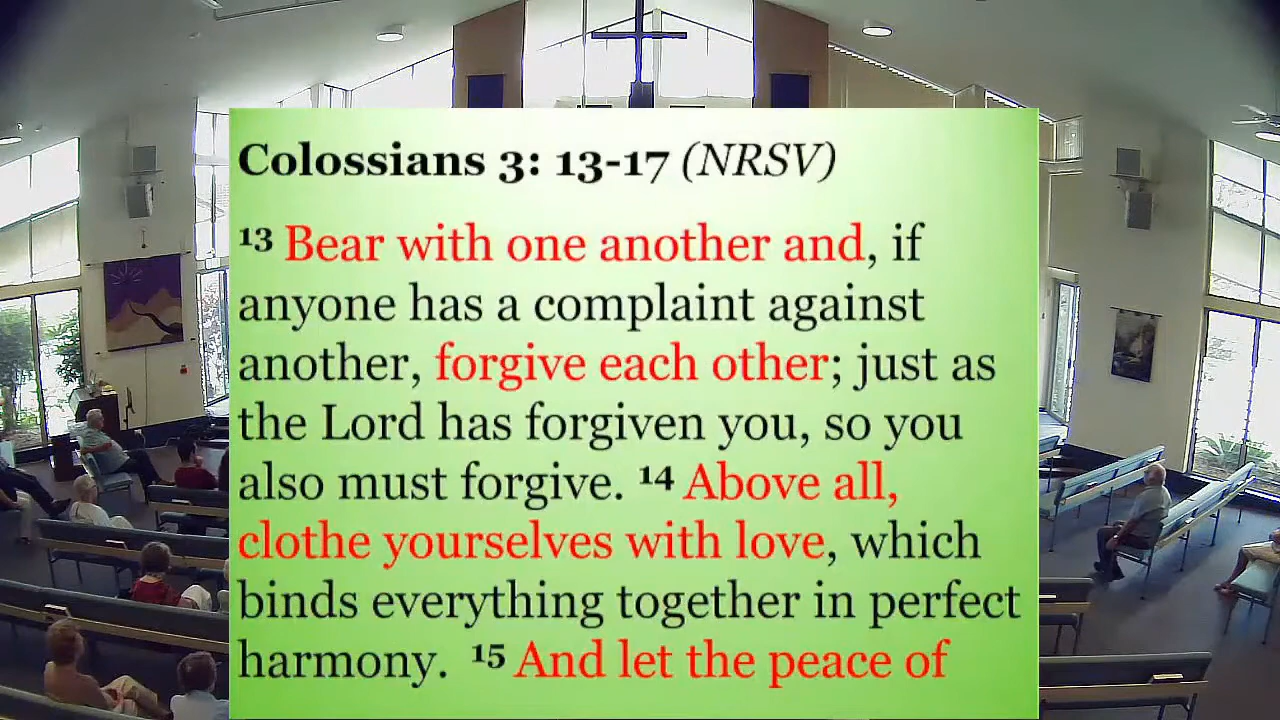 Colossians 3: 13-17 (NRSV)
13 Bear with one another and, if
anyone has a complaint against
another, forgive each other; just as
the Lord has forgiven you, so you
also must forgive. 14 Above all,
clothe yourselves with love, which
binds everything together in perfect
harmony. 15 And let the peace of